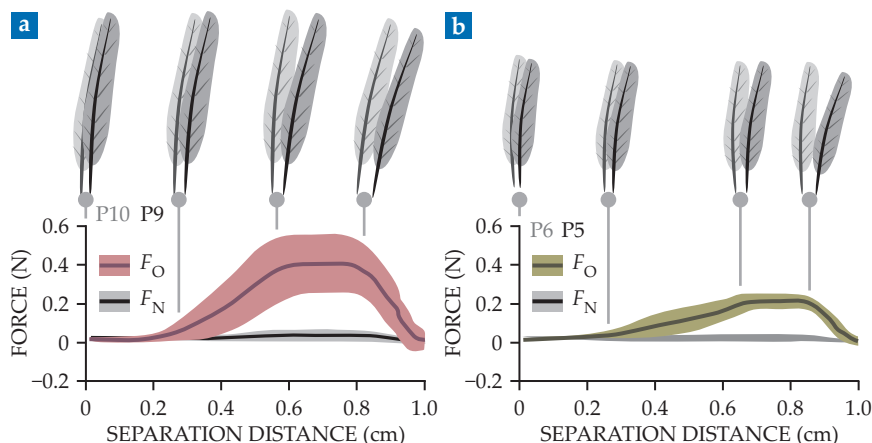 a
P10 P9
0.6
0.4
0.2
0
−0.2
FORCE (N)
F_O
F_N
0 0.2 0.4 0.6 0.8 1.0
SEPARATION DISTANCE (cm)
b
P6 P5
0.6
0.4
0.2
0
−0.2
FORCE (N)
F_O
F_N
0 0.2 0.4 0.6 0.8 1.0
SEPARATION DISTANCE (cm)